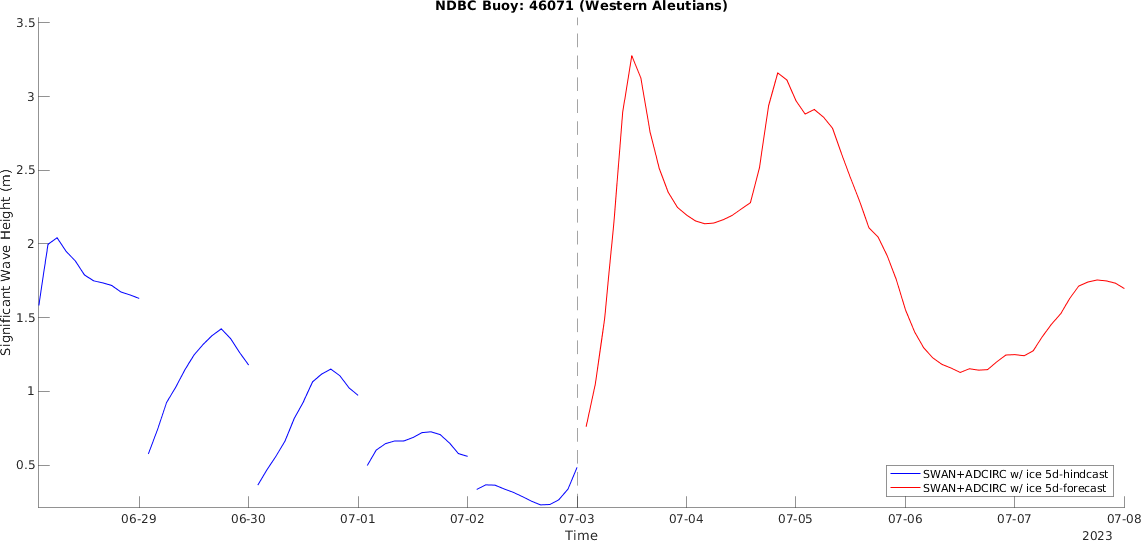 NDBC Buoy: 46071 (Western Aleutians)
3.5
3
2.5
2
1.5
1
0.5
Significant Wave Height (m)
SWAN+ADCIRC w/ ice 5d-hindcast
SWAN+ADCIRC w/ ice 5d-forecast
06-29 06-30 07-01 07-02 07-03 07-04 07-05 07-06 07-07 07-08
Time
2023